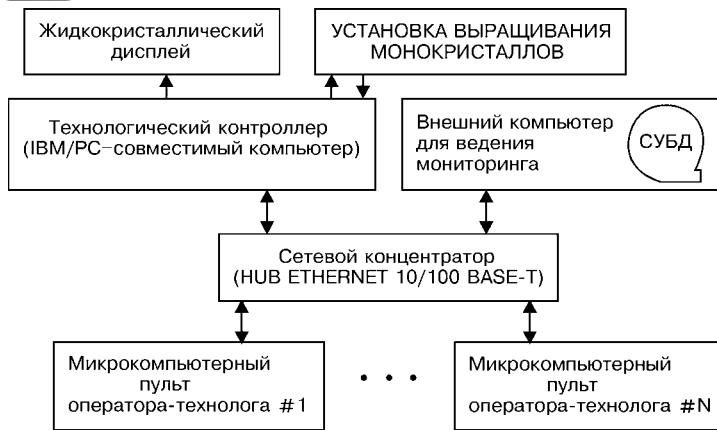 Жидкокристаллический
дисплей
УСТАНОВКА ВЫРАЩИВАНИЯ
МОНОКРИСТАЛЛОВ
Технологический контроллер
(IBM/PC-совместимый компьютер)
Внешний компьютер
для ведения
мониторинга
СУБД
Сетевой концентратор
(HUB ETHERNET 10/100 BASE-T)
Микрокомпьютерный
пульт
оператора-технолога #1
• • •
Микрокомпьютерный
пульт
оператора-технолога #N